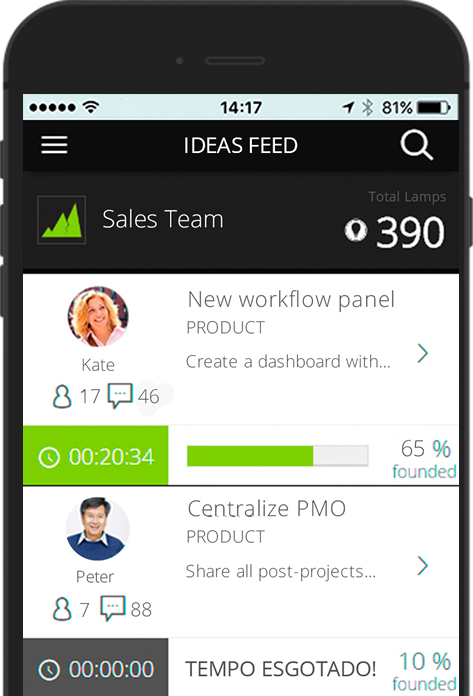 14:17
81%
IDEAS FEED
Total Lamps
Sales Team
390
New workflow panel
PRODUCT
Kate
Create a dashboard with...
17 46
00:20:34
65 %
founded
Centralize PMO
PRODUCT
Peter
Share all post-projects...
7 88
00:00:00
TEMPO ESGOTADO!
10 %
founded